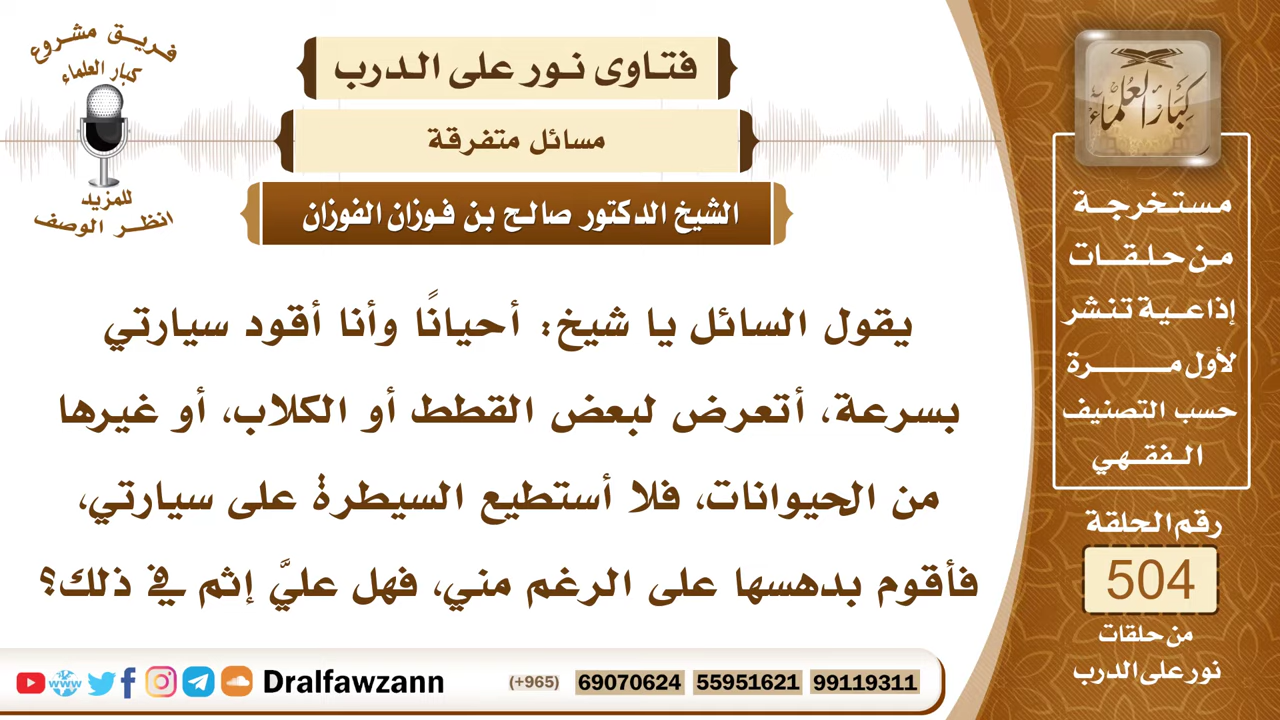 فريق مشروع
كبار العلماء
للمزيد
انظر الوصف
فتاوى نور على الدرب
مسائل متفرقة
الشيخ الدكتور صالح بن فوزان الفوزان
يقول السائل يا شيخ: أحيانًا وأنا أقود سيارتي
بسرعة، أتعرض لبعض القطط أو الكلاب، أو غيرها
من الحيوانات، فلا أستطيع السيطرة على سيارتي،
فأقوم بدهسها على الرغم مني، فهل عليَّ إثم في ذلك؟
كبار العلماء
مستخرجة
من حلقات
إذاعية تنشر
لأول مرة
حسب التصنيف
الفقهي
رقم الحلقة
504
من حلقات
نور على الدرب
www
Dralfawzann (+965) 69070624 55951621 99119311